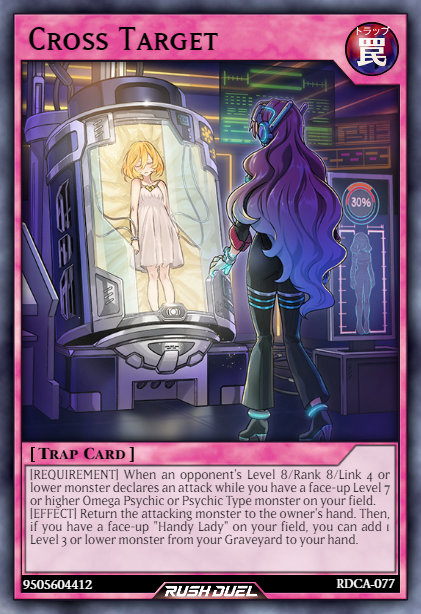 Cross Target
トラップ
罠
30%
[ Trap Card ]
[REQUIREMENT] When an opponent's Level 8/Rank 8/Link 4 or
lower monster declares an attack while you have a face-up Level 7
or higher Omega Psychic or Psychic Type monster on your field.
[EFFECT] Return the attacking monster to the owner's hand. Then,
if you have a face-up "Handy Lady" on your field, you can add 1
Level 3 or lower monster from your Graveyard to your hand.
9505604412
RUSH DUEL
RDCA-077